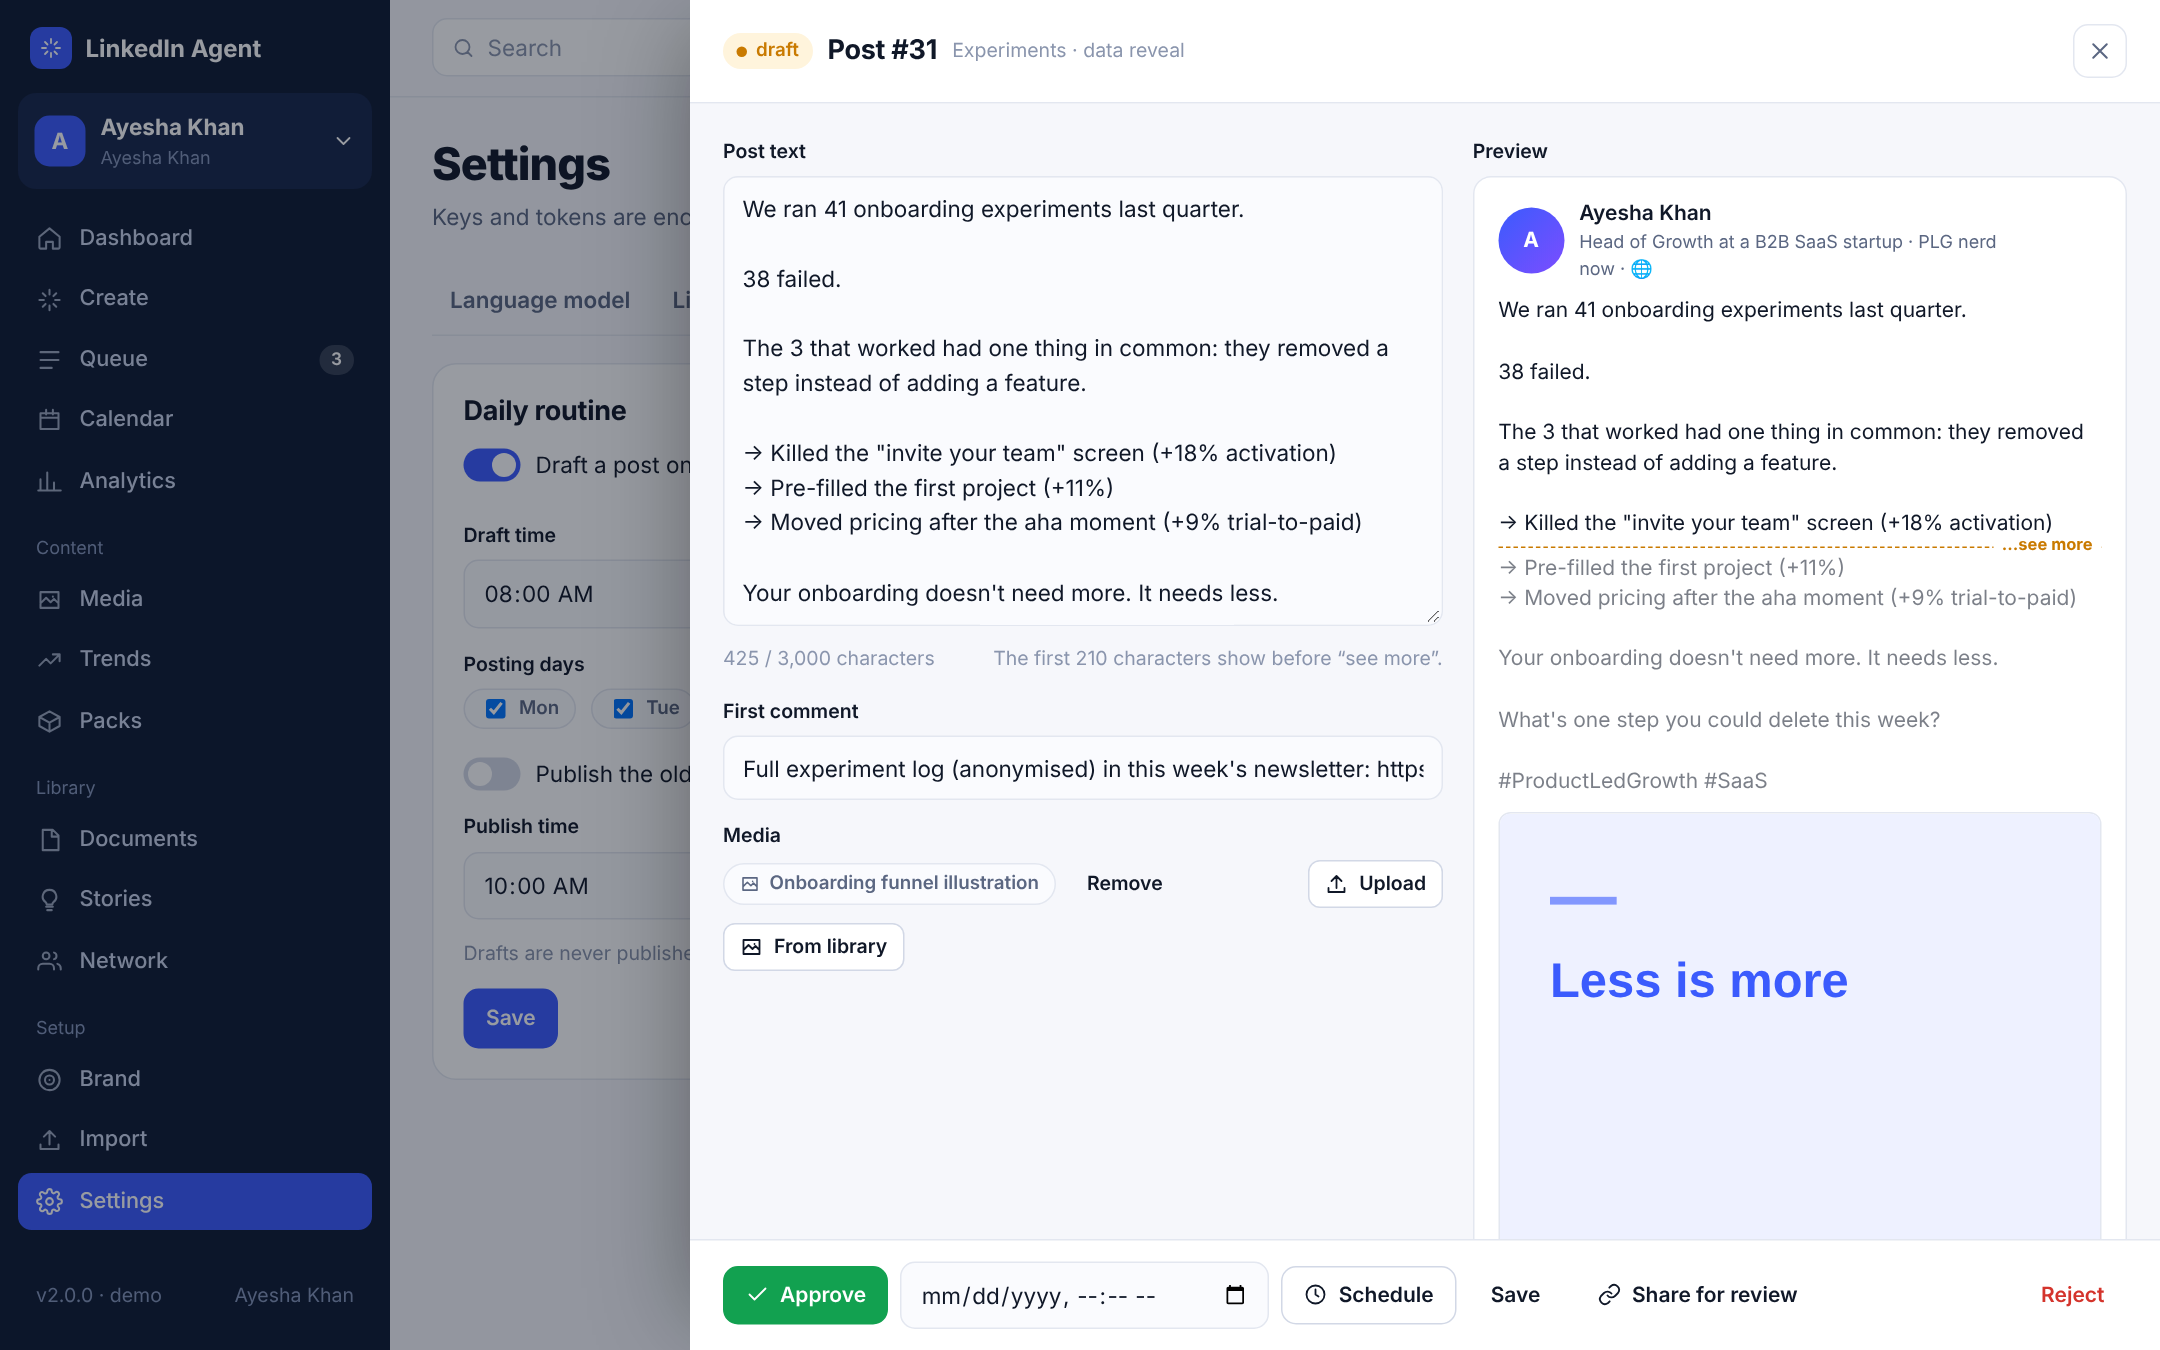 LinkedIn Agent
A
Ayesha Khan
Ayesha Khan
Dashboard
Create
Queue
3
Calendar
Analytics
Content
Media
Trends
Packs
Library
Documents
Stories
Network
Setup
Brand
Import
Settings
v2.0.0 · demo
Ayesha Khan
Search
Settings
Keys and tokens are enc
Language model
Li
Daily routine
Draft a post on
Draft time
08:00 AM
Posting days
Mon
Tue
Publish the old
Publish time
10:00 AM
Drafts are never publishe
Save
draft
Post #31
Experiments · data reveal
Post text
We ran 41 onboarding experiments last quarter.
38 failed.
The 3 that worked had one thing in common: they removed a
step instead of adding a feature.
→ Killed the "invite your team" screen (+18% activation)
→ Pre-filled the first project (+11%)
→ Moved pricing after the aha moment (+9% trial-to-paid)
Your onboarding doesn't need more. It needs less.
425 / 3,000 characters
The first 210 characters show before “see more”.
First comment
Full experiment log (anonymised) in this week's newsletter: https
Media
Onboarding funnel illustration
Remove
Upload
From library
Preview
A
Ayesha Khan
Head of Growth at a B2B SaaS startup · PLG nerd
now · 🌐
We ran 41 onboarding experiments last quarter.
38 failed.
The 3 that worked had one thing in common: they removed
a step instead of adding a feature.
→ Killed the "invite your team" screen (+18% activation)
...see more
→ Pre-filled the first project (+11%)
→ Moved pricing after the aha moment (+9% trial-to-paid)
Your onboarding doesn't need more. It needs less.
What's one step you could delete this week?
#ProductLedGrowth #SaaS
Less is more
Approve
mm/dd/yyyy, --:-- --
Schedule
Save
Share for review
Reject